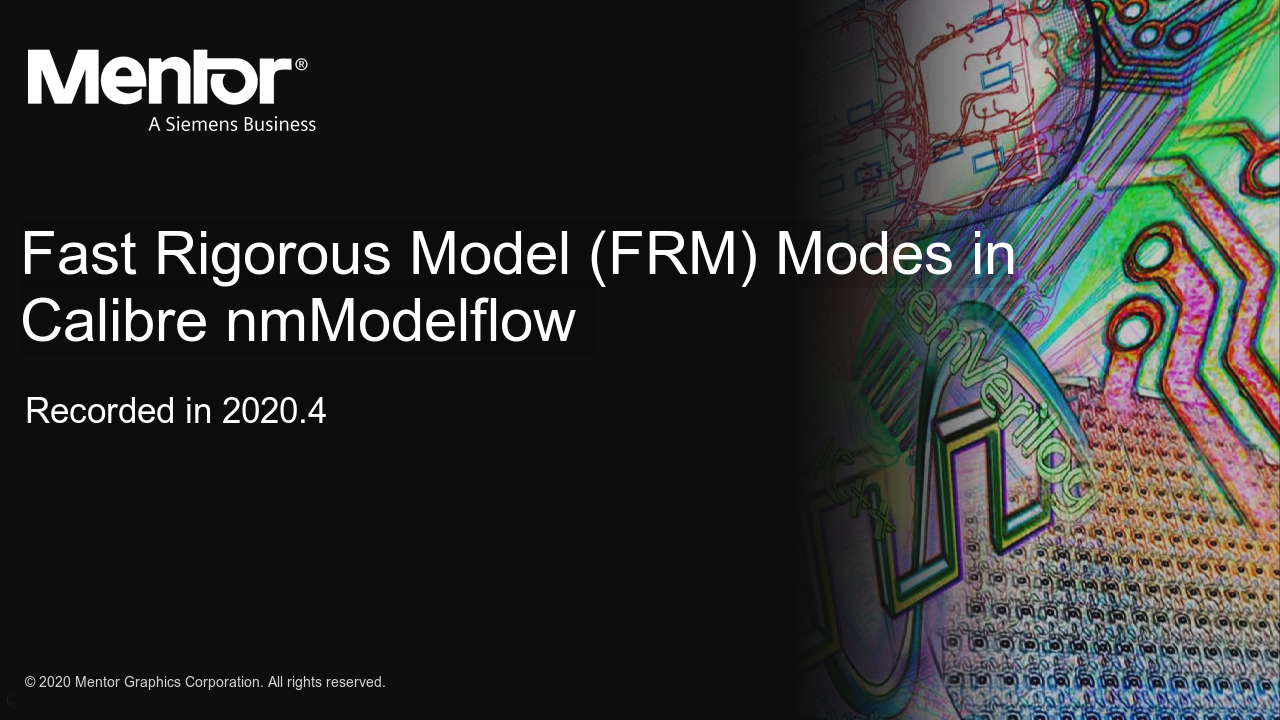 Mentor®
A Siemens Business
Fast Rigorous Model (FRM) Modes in
Calibre nmModelflow
Recorded in 2020.4
© 2020 Mentor Graphics Corporation. All rights reserved.